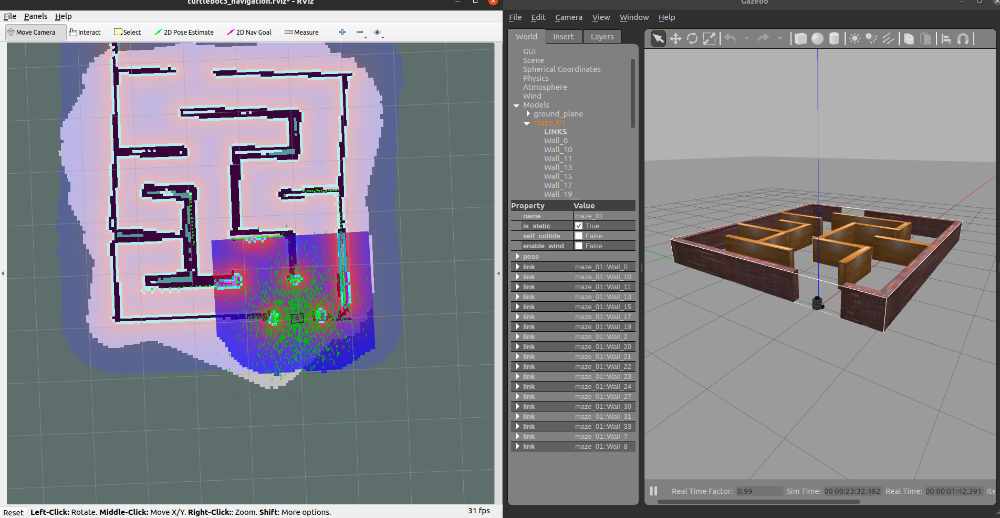 turtlebot3_navigation.rviz* - RViz
File Panels Help
Move Camera Interact Select 2D Pose Estimate 2D Nav Goal Measure
Reset Left-Click: Rotate. Middle-Click: Move X/Y. Right-Click:: Zoom. Shift: More options. 31 fps
Gazebo
File Edit Camera View Window Help
World Insert Layers
GUI
Scene
Spherical Coordinates
Physics
Atmosphere
Wind
Models
ground_plane
maze_01
LINKS
Wall_0
Wall_10
Wall_11
Wall_13
Wall_15
Wall_17
Wall_19
Property Value
name maze_01
is_static True
self_collide False
enable_wind False
pose
link maze_01::Wall_0
link maze_01::Wall_10
link maze_01::Wall_11
link maze_01::Wall_13
link maze_01::Wall_15
link maze_01::Wall_17
link maze_01::Wall_19
link maze_01::Wall_2
link maze_01::Wall_20
link maze_01::Wall_21
link maze_01::Wall_22
link maze_01::Wall_23
link maze_01::Wall_24
link maze_01::Wall_27
link maze_01::Wall_30
link maze_01::Wall_31
link maze_01::Wall_33
link maze_01::Wall_7
link maze_01::Wall_8
Real Time Factor: 0.99 Sim Time: 00 00:23:32.482 Real Time: 00 00:01:42.391 Ite